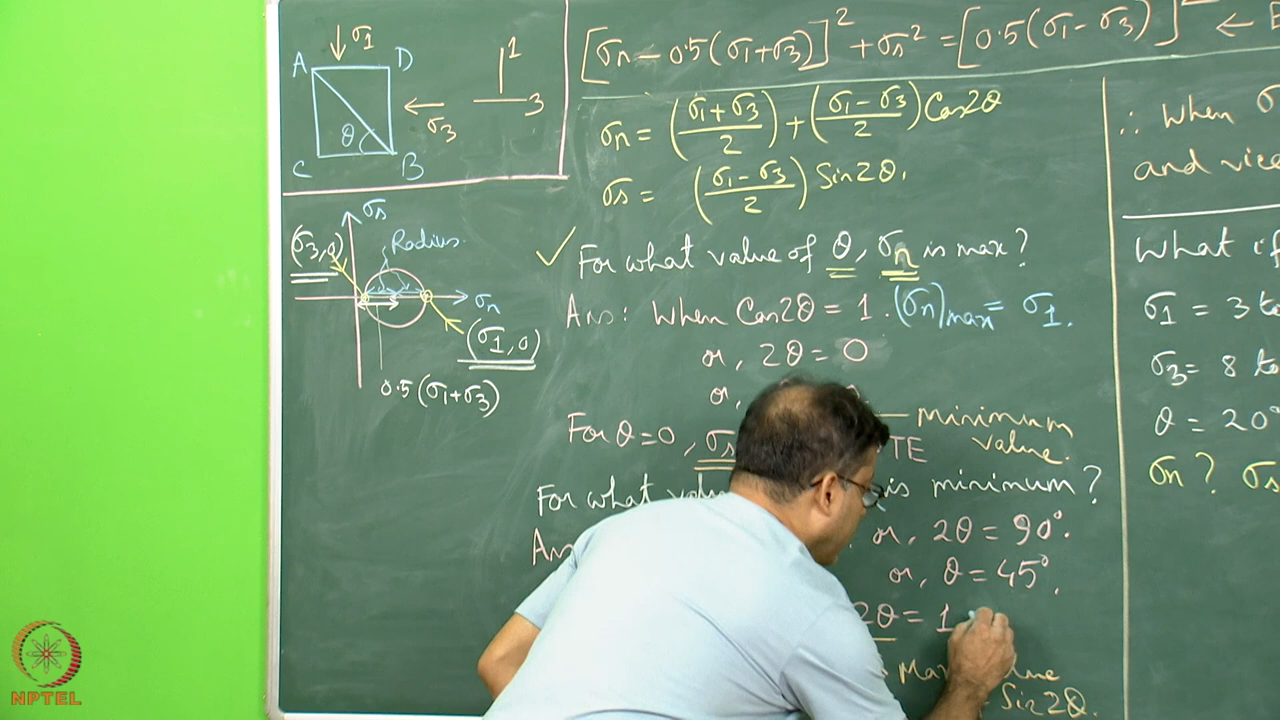 σ1
A D
σ3
θ
C B
1
3
[σn – 0.5(σ1+σ3)]² + σs² = [0.5(σ1 – σ3)]² ←
σn = ((σ1 + σ3)/2) + ((σ1 – σ3)/2) Cos2θ
σs = ((σ1 – σ3)/2) Sin2θ.
σs
(σ3,0)
Radius.
σn
(σ1,0)
0.5(σ1+σ3)
✓ For what value of θ, σn is max?
Ans: When Cos2θ = 1. (σn)max = σ1.
or, 2θ = 0
or,
For θ=0, σs — minimum
value.
For what is minimum?
or, 2θ = 90°.
or, θ = 45°.
2θ = 1
Sin2θ.
∴ When σ
and
What if
σ1 = 3
σ3 = 8
θ = 20°
σn? σs
NPTEL